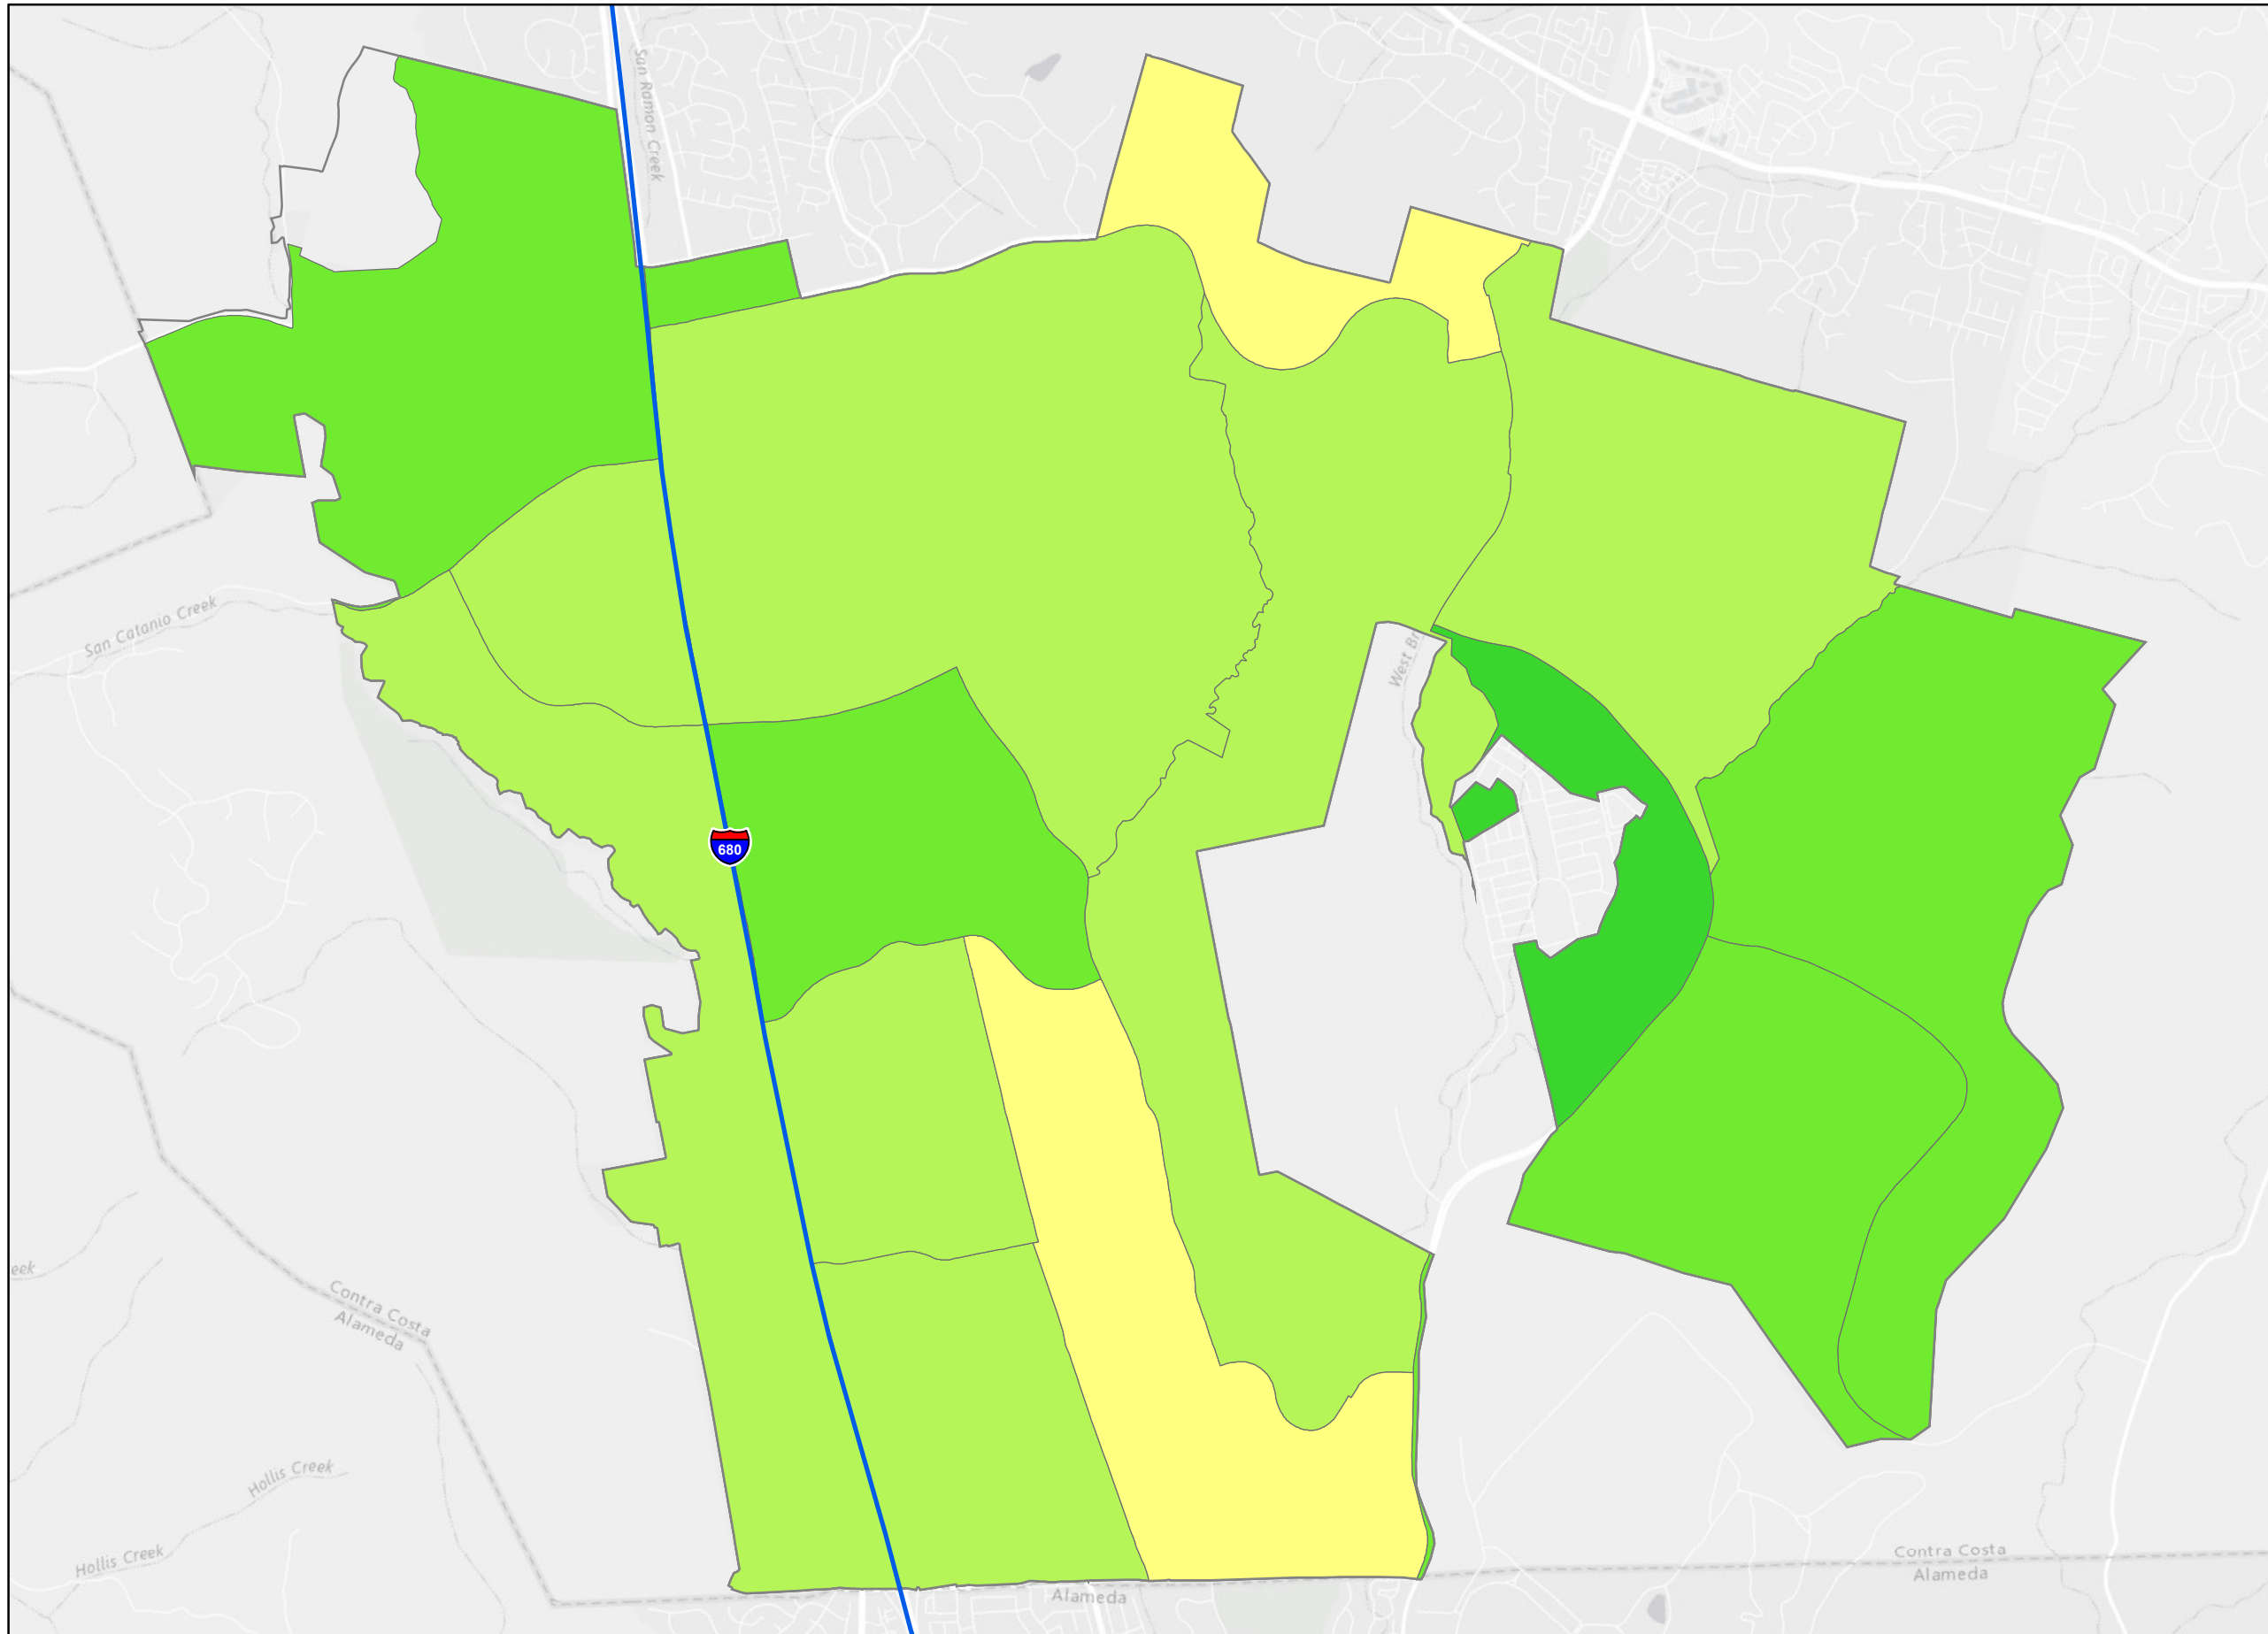 San Ramon Creek
San Catanio Creek
West Br
680
eek
Contra Costa
Alameda
Hollis Creek
Hollis Creek
Contra Costa
Alameda
Alameda